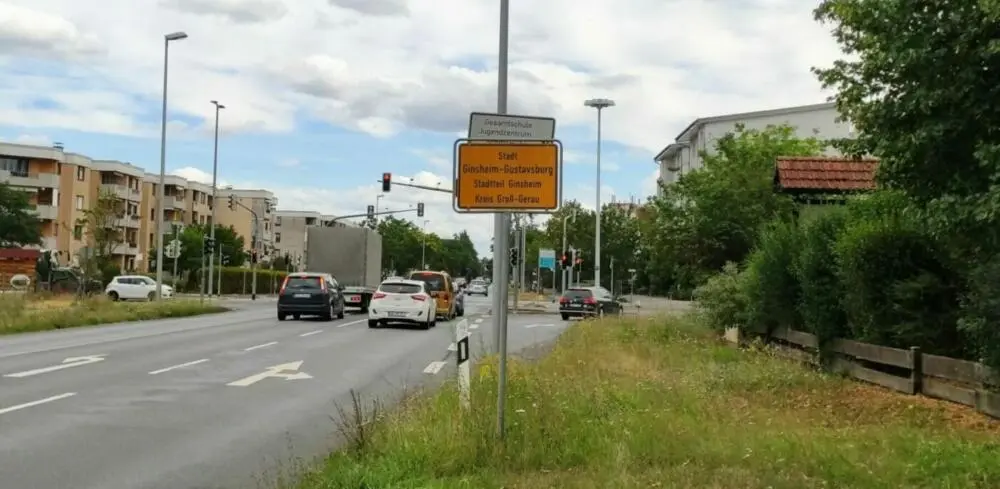 Gesamtschule
Jugendzentrum
Stadt
Ginsheim-Gustavsburg
Stadtteil Ginsheim
Kreis Groß-Gerau